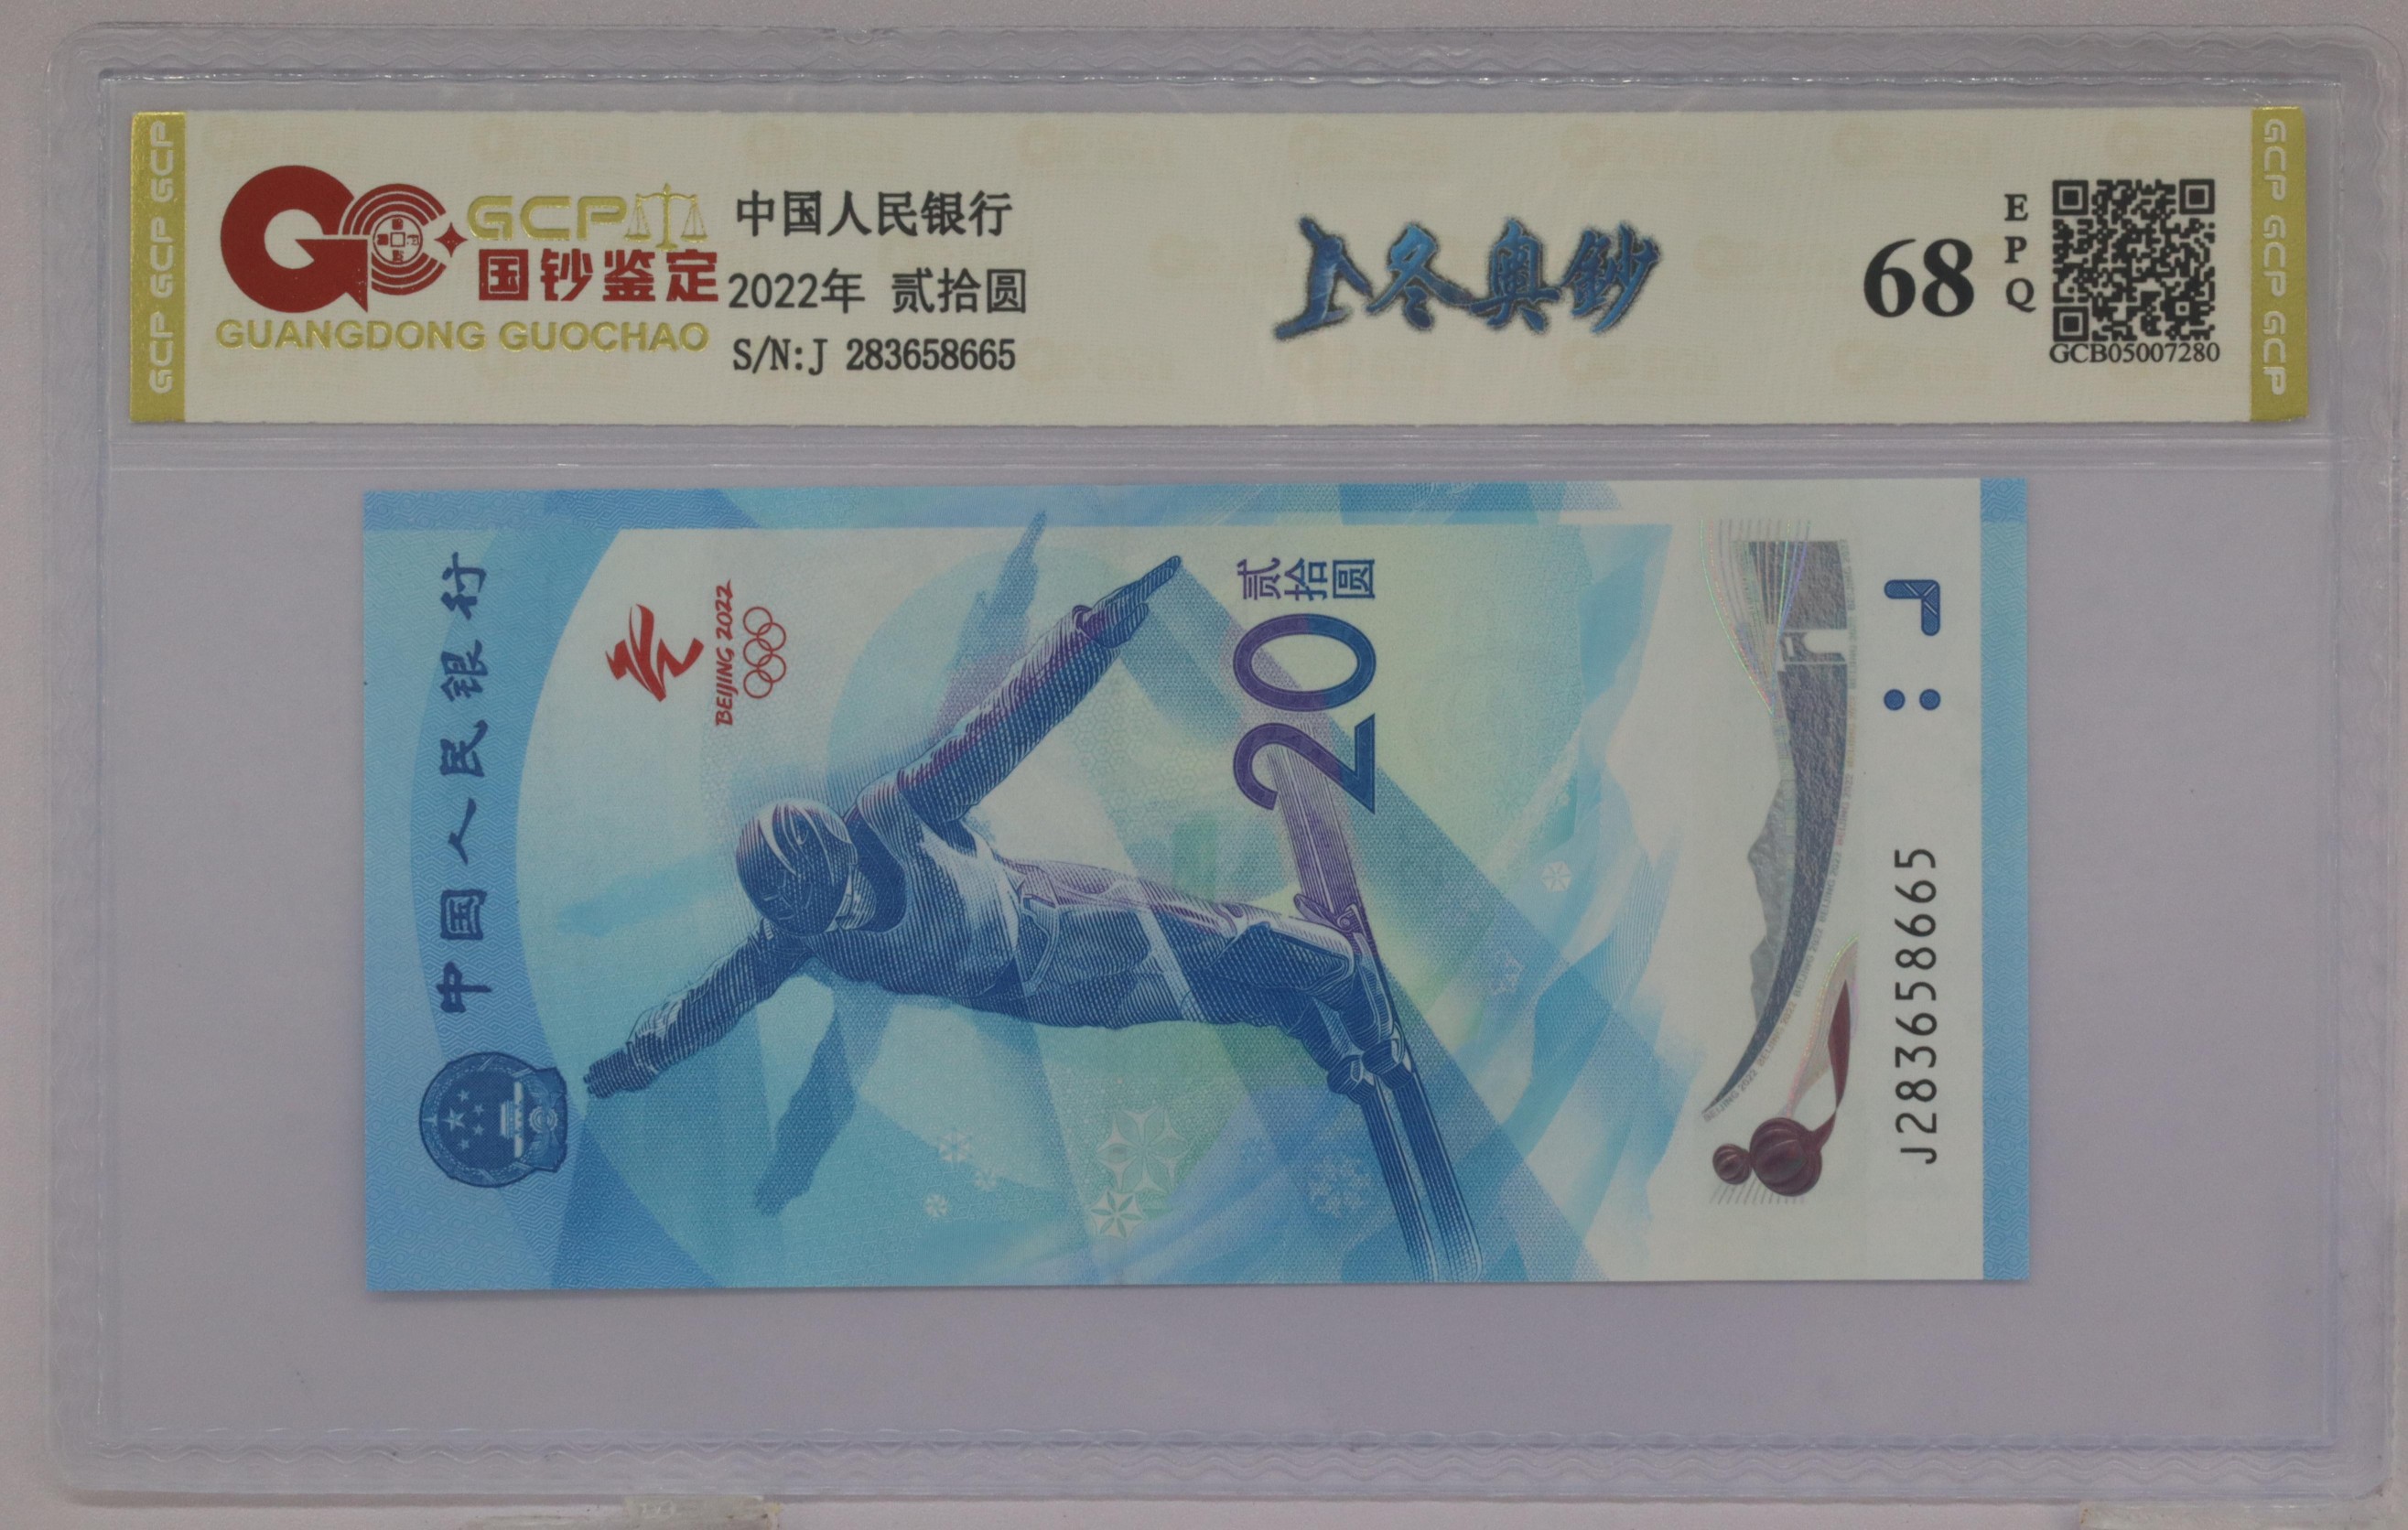 GCP GCP GCP
GCP
国钞鉴定
GUANGDONG GUOCHAO
中国人民银行
2022年 贰拾圆
S/N:J 283658665
冬奥鈔
68
EPQ
GCB05007280
GCP GCP GCP
中国人民银行
BEIJING 2022
贰拾圆
20
J283658665